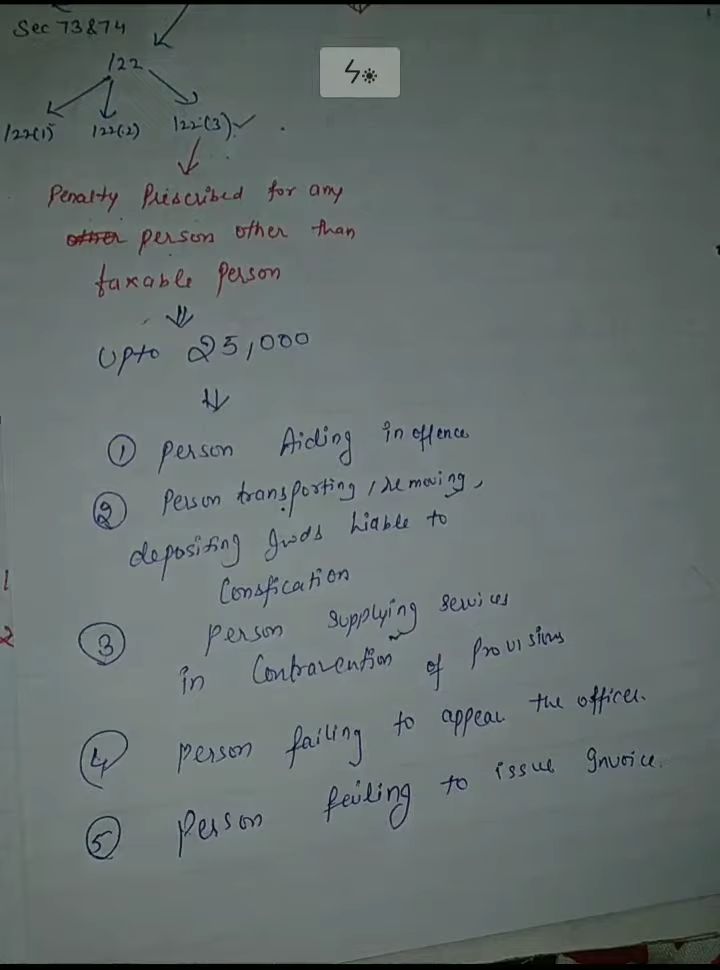 Sec 73 & 74
122
122(1) 122(2) 122(3)
Penalty Prescribed for any
other person other than
taxable person
Upto 25,000
① person Aiding in offence
② Person transporting, removing,
depositing goods liable to
Consfication
③ Person supplying services
in Contravention of Provisions
④ person failing to appear the officer.
⑤ Person feiling to issue Invoice.